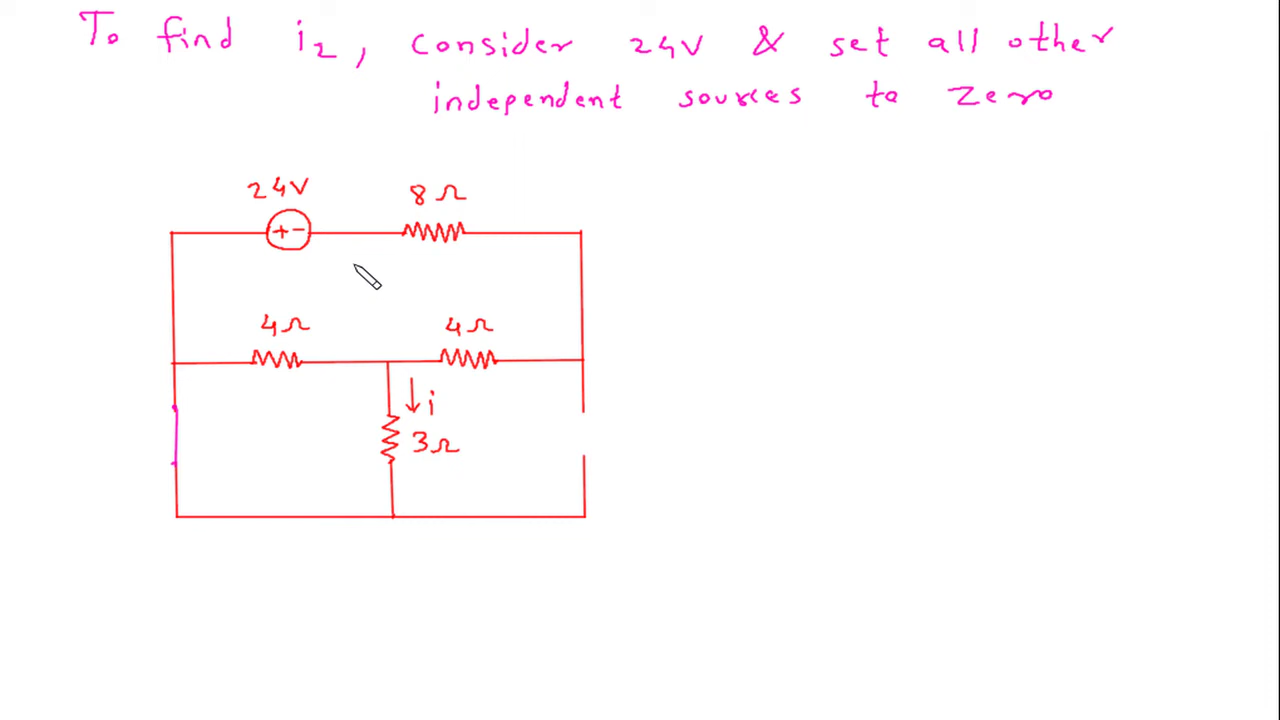 To find i2, consider 24V & set all other
independent sources to zero
24V 8Ω
+ -
4Ω 4Ω
i
3Ω